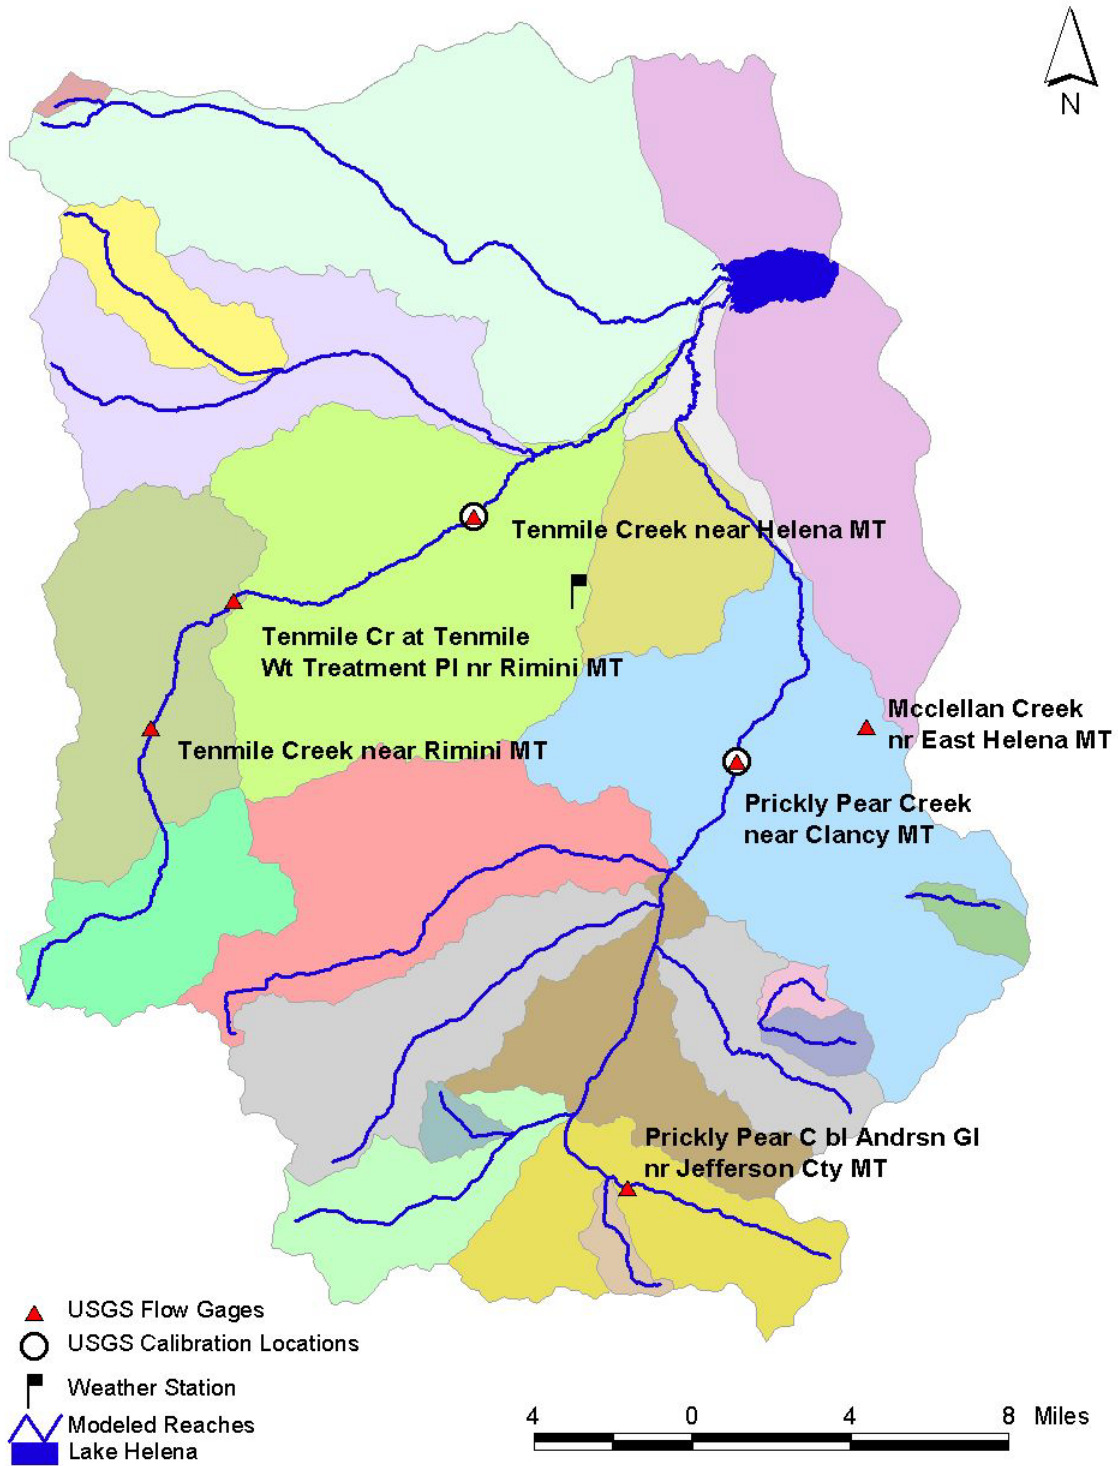 N
Tenmile Creek near Helena MT
Tenmile Cr at Tenmile
Wt Treatment Pl nr Rimini MT
Mcclellan Creek
nr East Helena MT
Tenmile Creek near Rimini MT
Prickly Pear Creek
near Clancy MT
Prickly Pear C bl Andrsn Gl
nr Jefferson Cty MT
USGS Flow Gages
USGS Calibration Locations
Weather Station
Modeled Reaches
Lake Helena
4 0 4 8 Miles